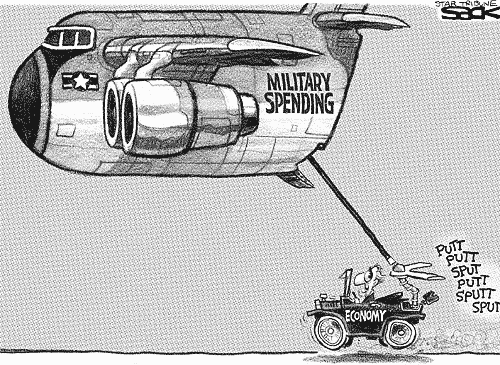 STAR TRIBUNE
SACK
MILITARY
SPENDING
PUTT
PUTT
SPUT
PUTT
SPUTT
SPUT
ECONOMY